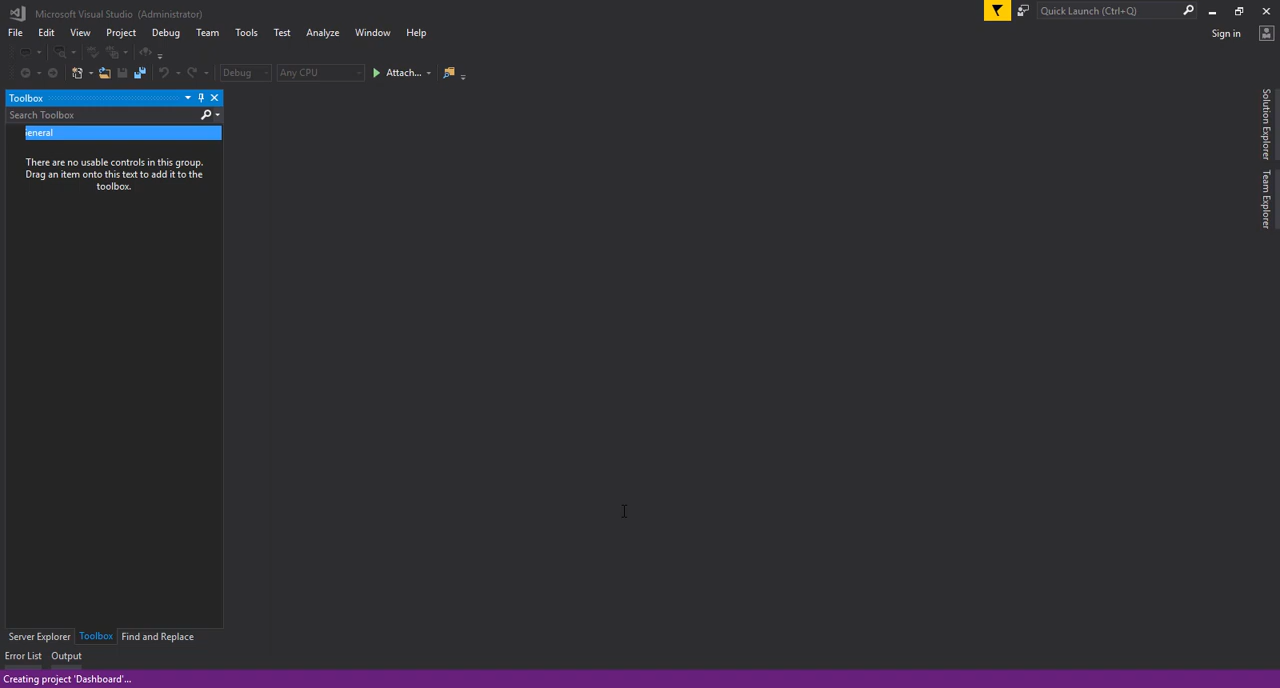 Microsoft Visual Studio (Administrator)
Quick Launch (Ctrl+Q)
File Edit View Project Debug Team Tools Test Analyze Window Help
Sign in
Debug Any CPU Attach...
Toolbox
Search Toolbox
eneral
There are no usable controls in this group.
Drag an item onto this text to add it to the
toolbox.
Solution Explorer
Team Explorer
Server Explorer Toolbox Find and Replace
Error List Output
Creating project 'Dashboard'...